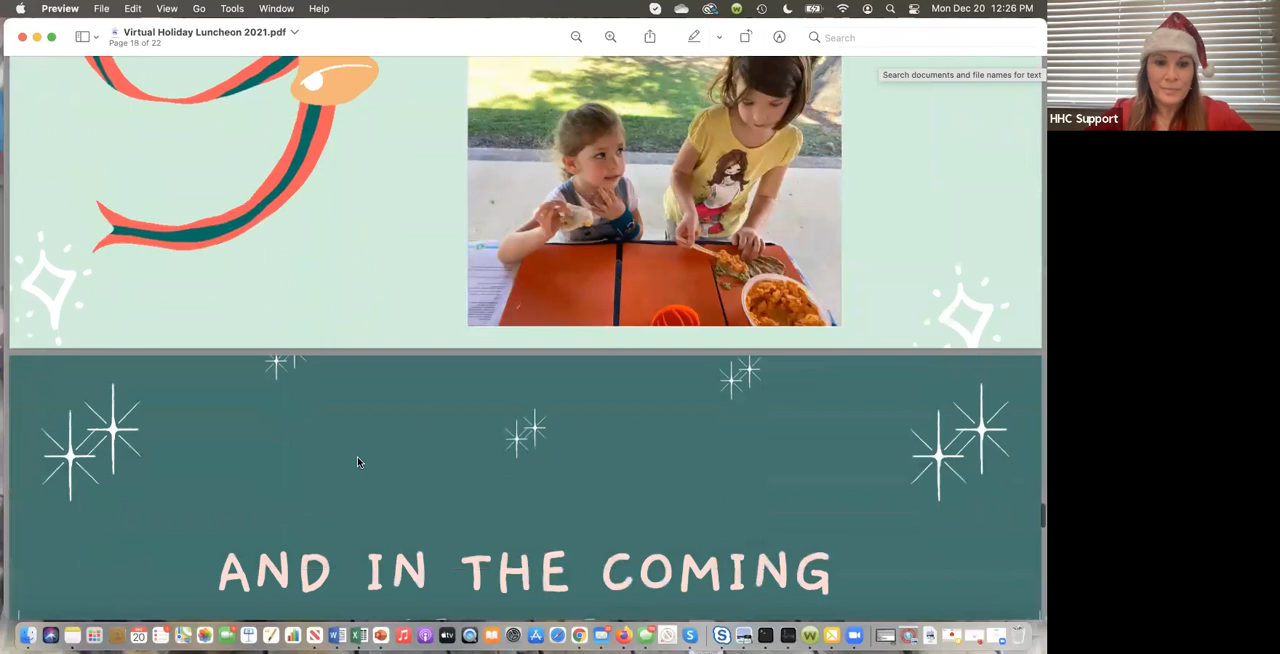 Preview File Edit View Go Tools Window Help Mon Dec 20 12:26 PM
Virtual Holiday Luncheon 2021.pdf
Page 18 of 22
Search
Search documents and file names for text
HHC Support
AND IN THE COMING
20